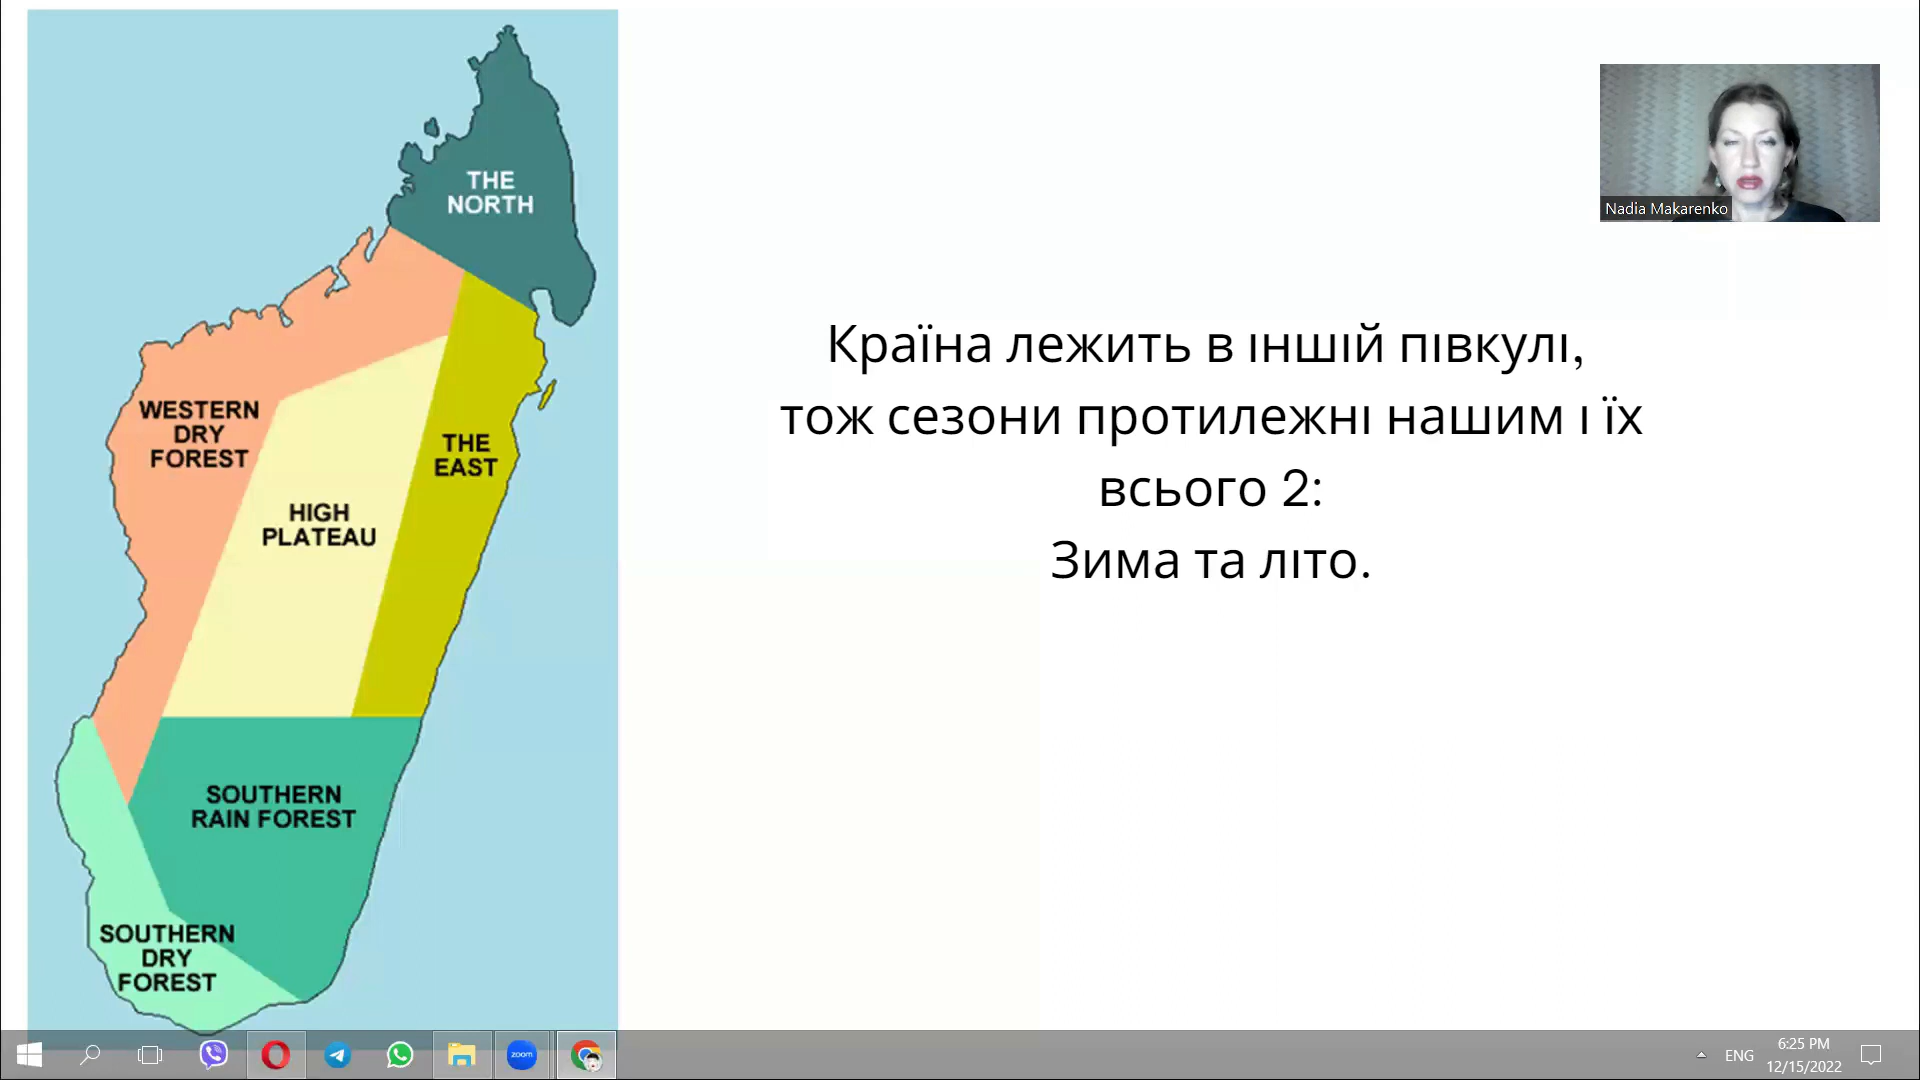 THE
NORTH
WESTERN
DRY
FOREST
THE
EAST
HIGH
PLATEAU
SOUTHERN
RAIN FOREST
SOUTHERN
DRY
FOREST
Країна лежить в іншій півкулі,
тож сезони протилежні нашим і їх
всього 2:
Зима та літо.
Nadia Makarenko
zoom
ENG
6:25 PM
12/15/2022